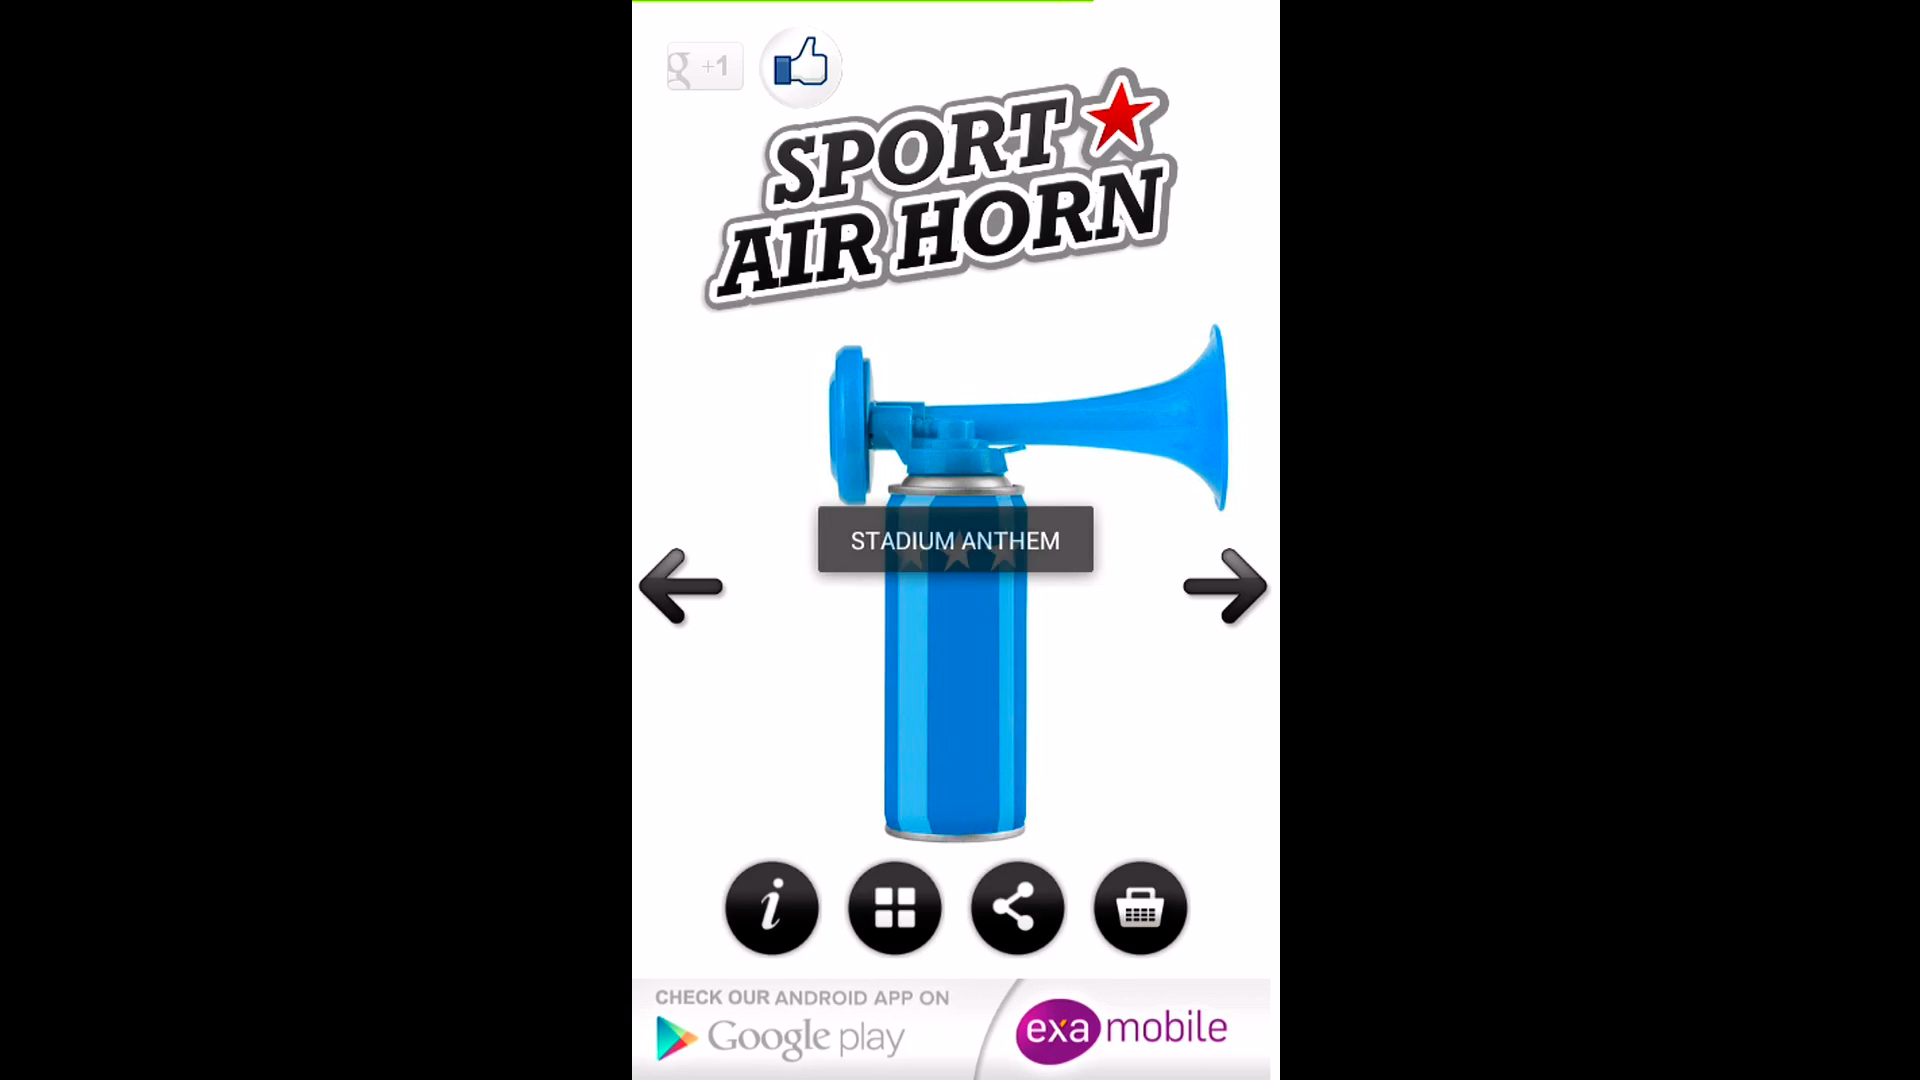 g +1
SPORT
AIR HORN
STADIUM ANTHEM
i
CHECK OUR ANDROID APP ON
Google play
exa mobile